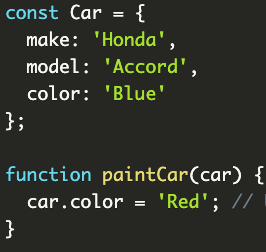 const Car = {
  make: 'Honda',
  model: 'Accord',
  color: 'Blue'
};

function paintCar(car) {
  car.color = 'Red'; //
}